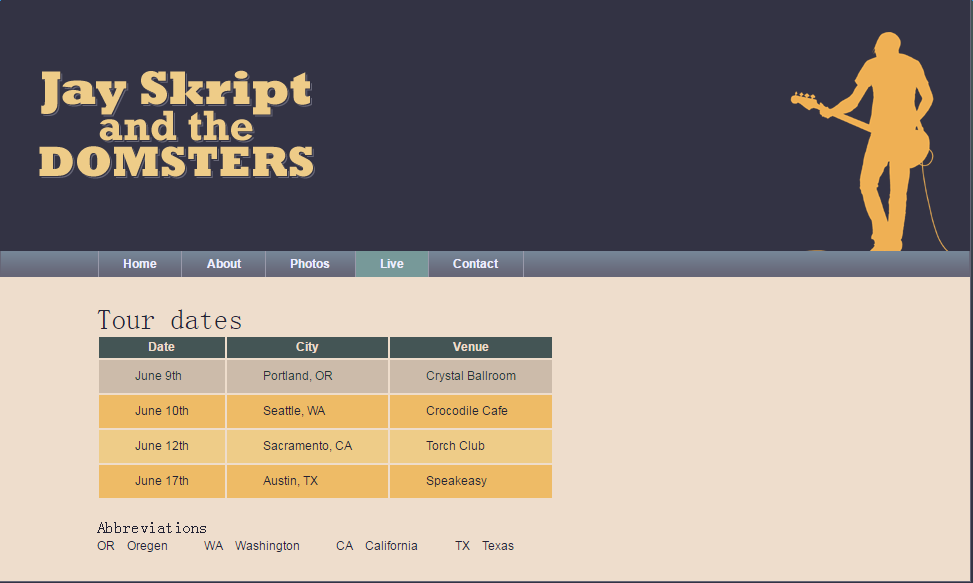 Jay Skript
and the
DOMSTERS
Home About Photos Live Contact
Tour dates
Date City Venue
June 9th Portland, OR Crystal Ballroom
June 10th Seattle, WA Crocodile Cafe
June 12th Sacramento, CA Torch Club
June 17th Austin, TX Speakeasy
Abbreviations
OR Oregen WA Washington CA California TX Texas